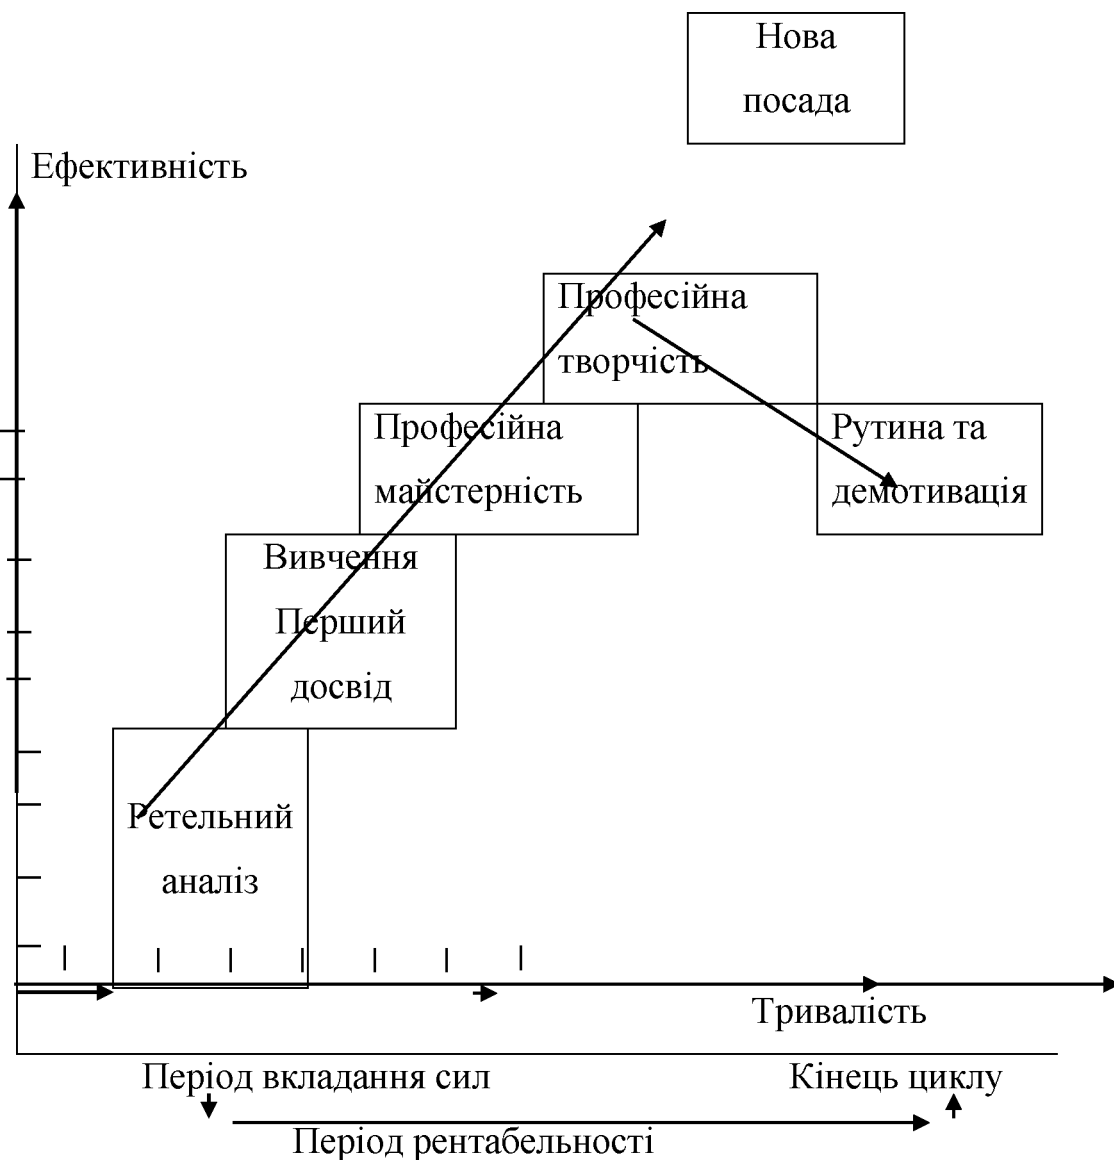 Нова
посада
Ефективність
Професійна
творчість
Професійна
майстерність
Рутина та
демотивація
Вивчення
Перший
досвід
Ретельний
аналіз
Тривалість
Період вкладання сил
Кінець циклу
Період рентабельності